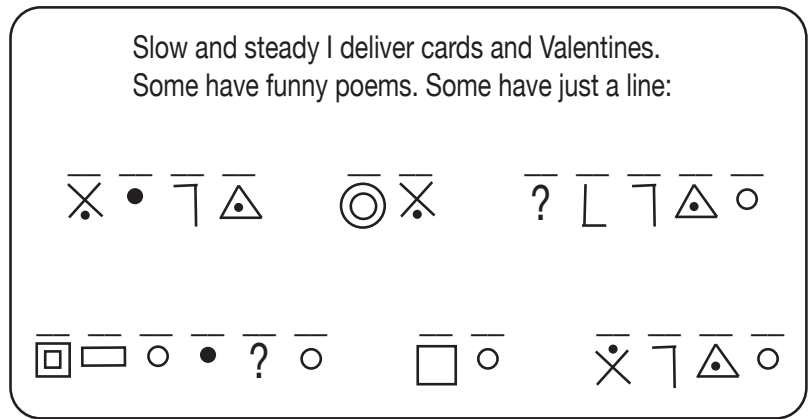 Slow and steady I deliver cards and Valentines.
Some have funny poems. Some have just a line: